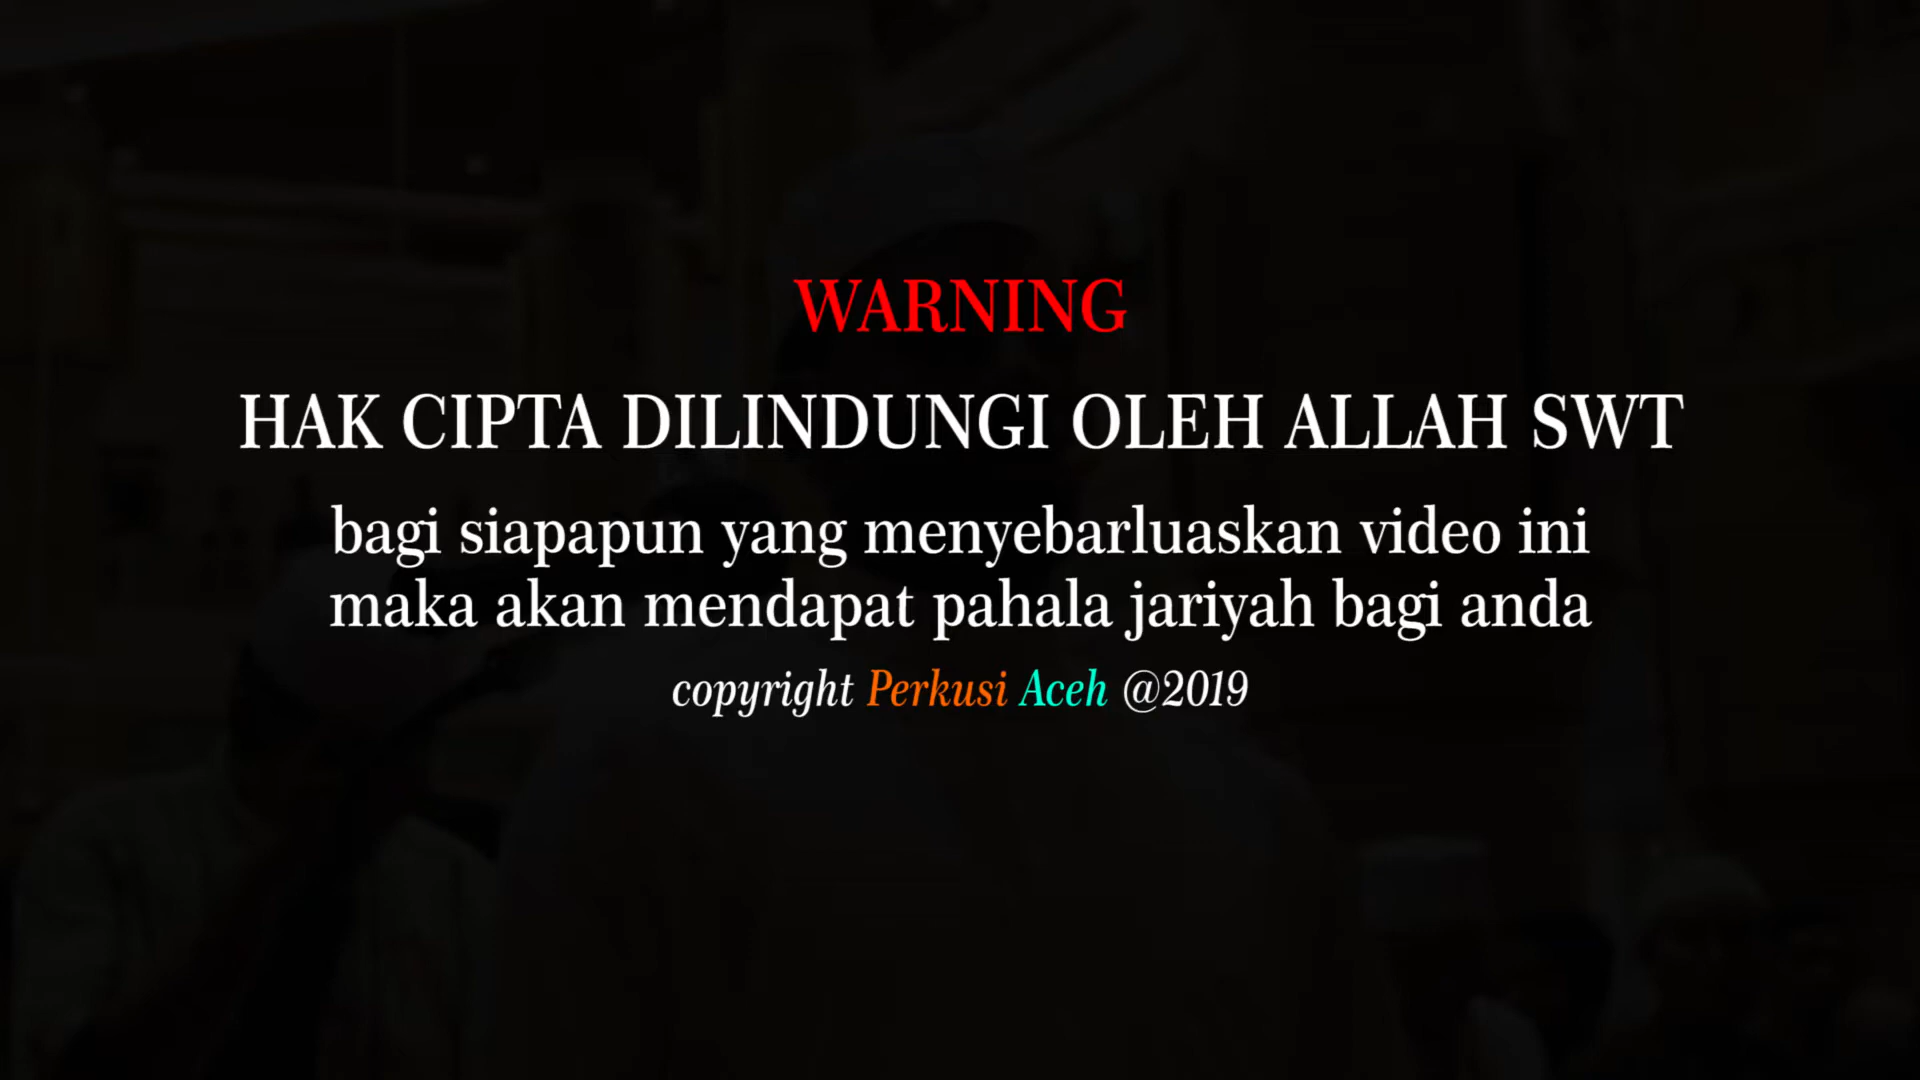 WARNING
HAK CIPTA DILINDUNGI OLEH ALLAH SWT
bagi siapapun yang menyebarluaskan video ini
maka akan mendapat pahala jariyah bagi anda
copyright Perkusi Aceh @2019